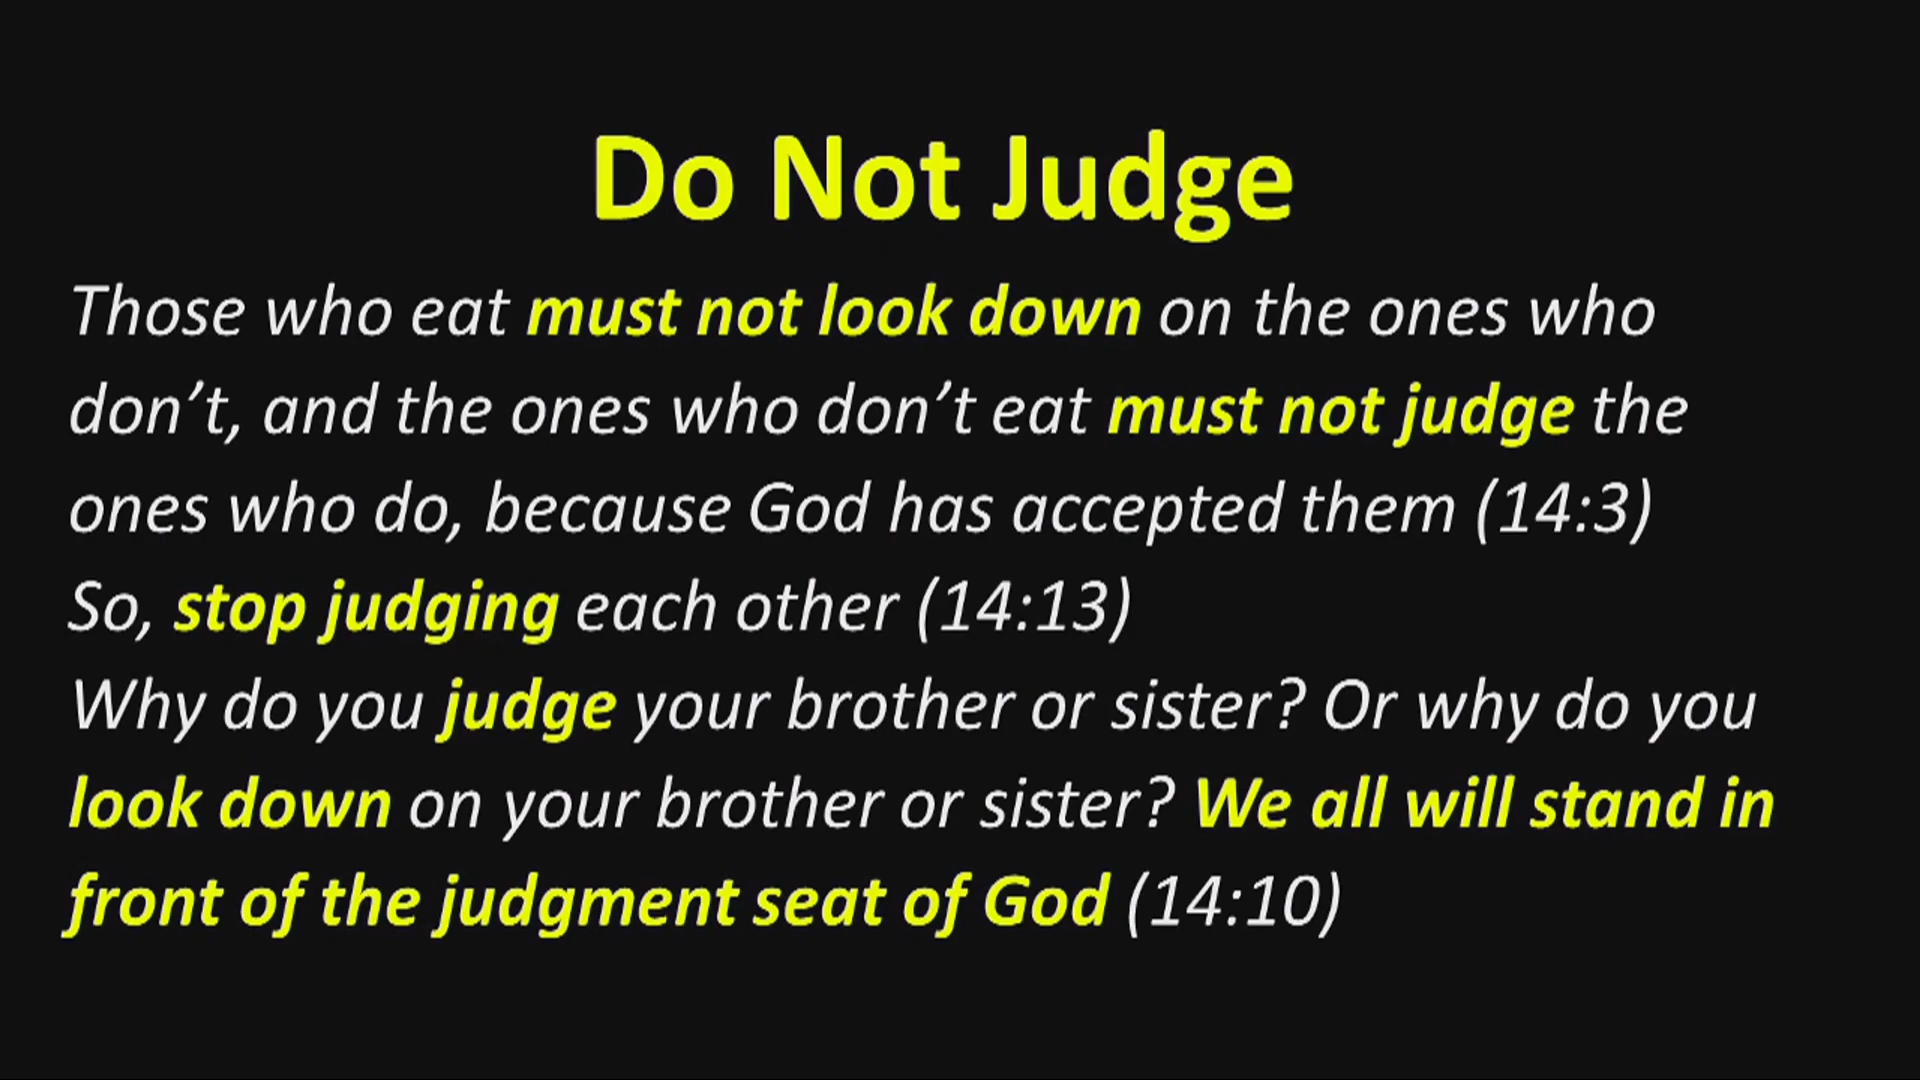 Do Not Judge
Those who eat must not look down on the ones who
don’t, and the ones who don’t eat must not judge the
ones who do, because God has accepted them (14:3)
So, stop judging each other (14:13)
Why do you judge your brother or sister? Or why do you
look down on your brother or sister? We all will stand in
front of the judgment seat of God (14:10)